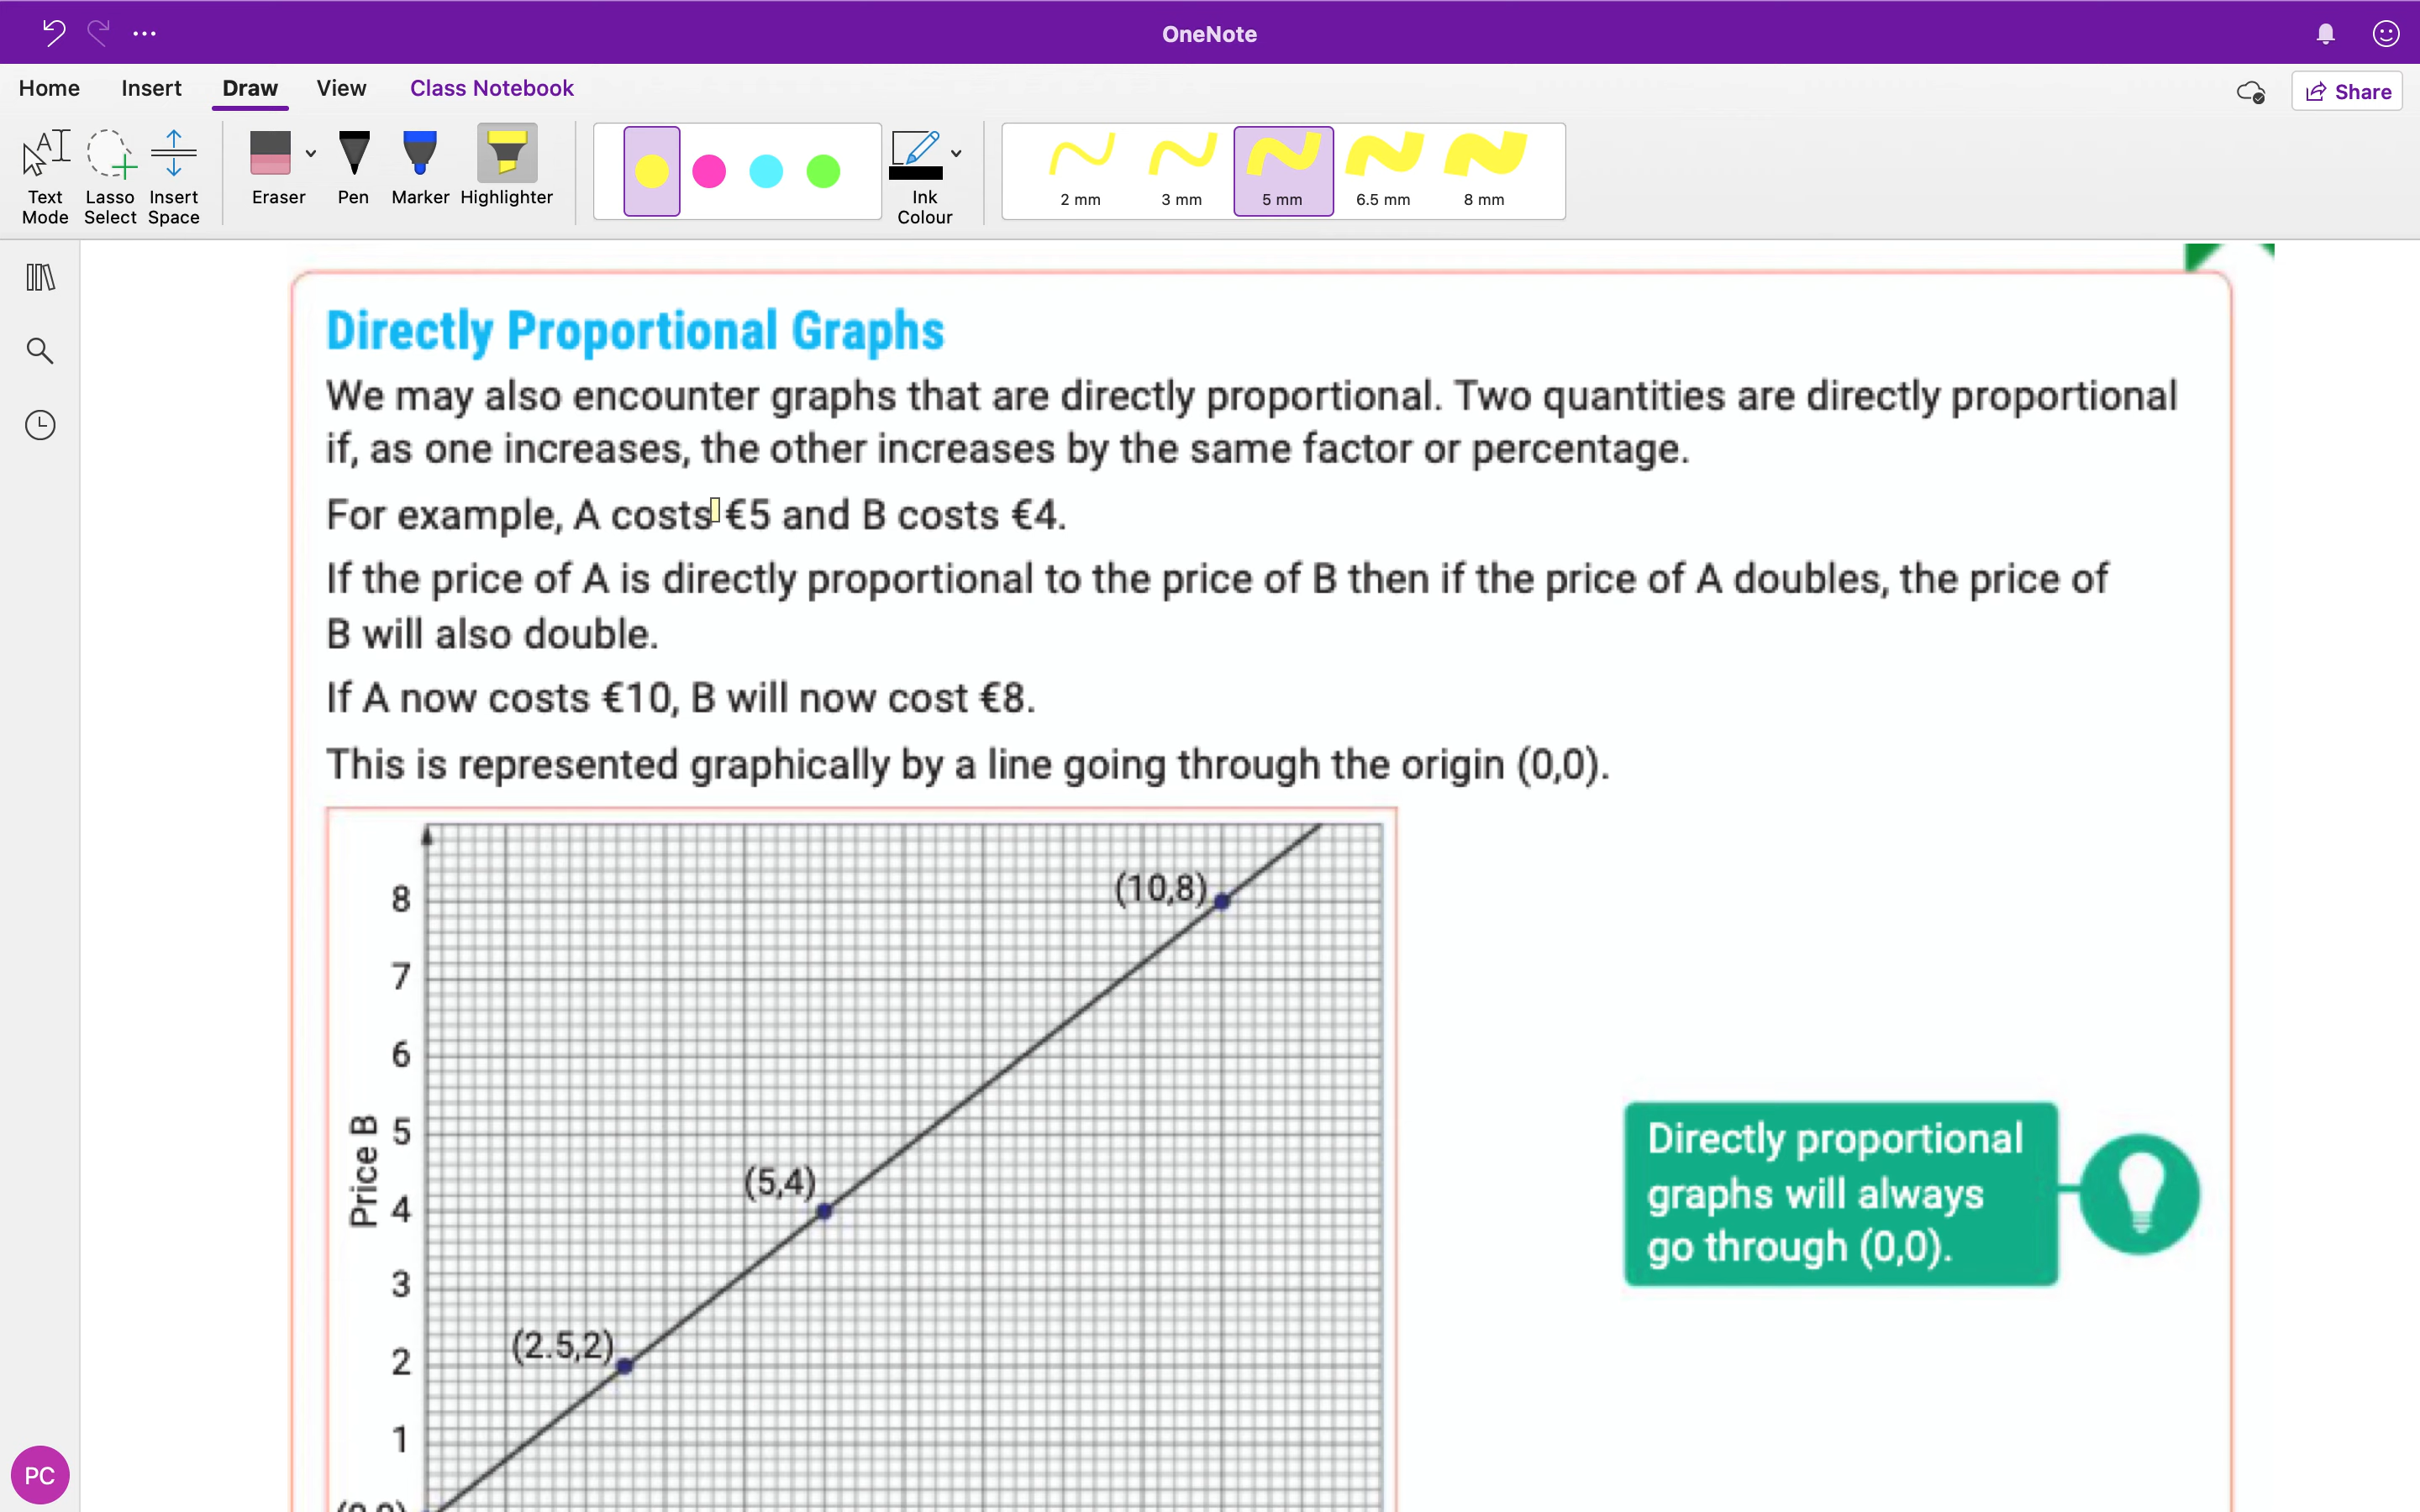 OneNote
Home Insert Draw View Class Notebook Share
Text Mode
Lasso Select
Insert Space
Eraser
Pen
Marker
Highlighter
Ink Colour
2 mm
3 mm
5 mm
6.5 mm
8 mm
Directly Proportional Graphs
We may also encounter graphs that are directly proportional. Two quantities are directly proportional
if, as one increases, the other increases by the same factor or percentage.
For example, A costs €5 and B costs €4.
If the price of A is directly proportional to the price of B then if the price of A doubles, the price of
B will also double.
If A now costs €10, B will now cost €8.
This is represented graphically by a line going through the origin (0,0).
8
(10,8)
7
6
5
Price B
(5,4)
4
3
(2.5,2)
2
1
Directly proportional
graphs will always
go through (0,0).
PC